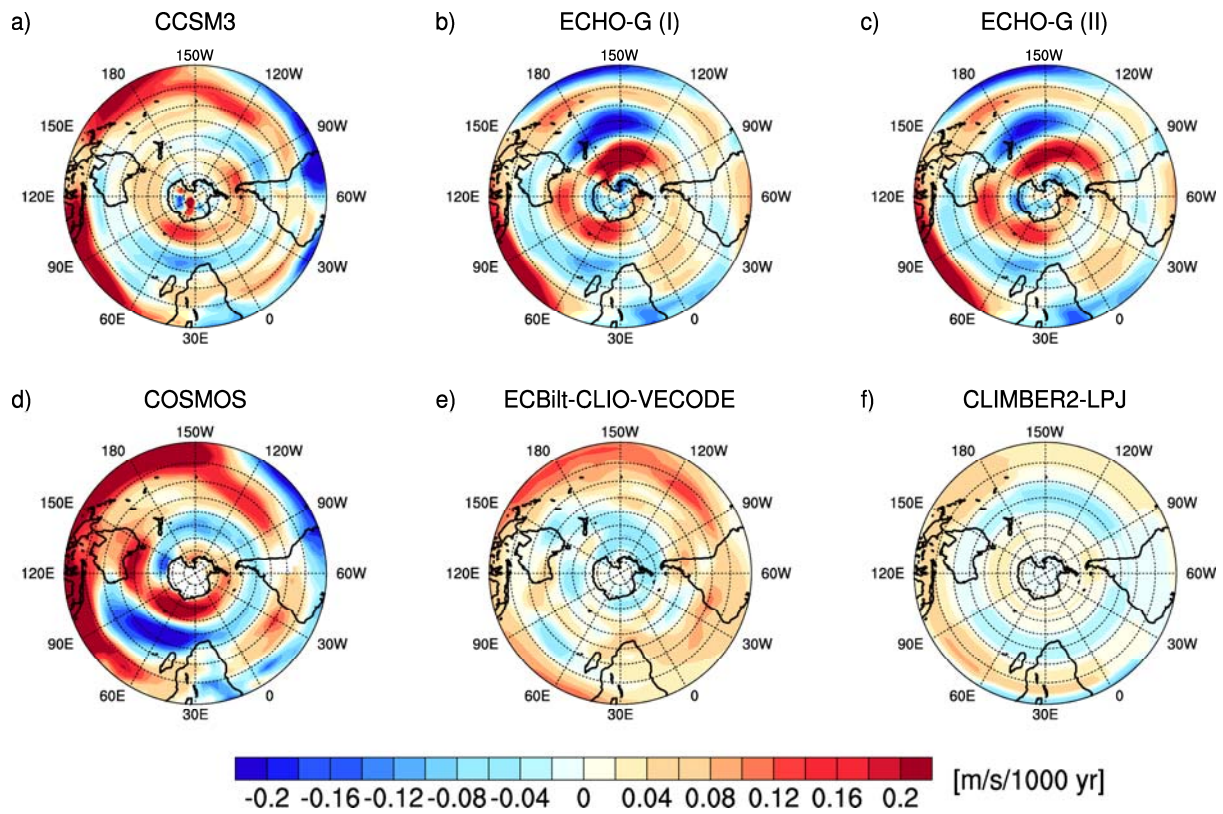 a) CCSM3
b) ECHO-G (I)
c) ECHO-G (II)
150W
180 120W
150E 90W
120E 60W
90E 30W
60E 0
30E
150W
180 120W
150E 90W
120E 60W
90E 30W
60E 0
30E
150W
180 120W
150E 90W
120E 60W
90E 30W
60E 0
30E
d) COSMOS
e) ECBilt-CLIO-VECODE
f) CLIMBER2-LPJ
150W
180 120W
150E 90W
120E 60W
90E 30W
60E 0
30E
150W
180 120W
150E 90W
120E 60W
90E 30W
60E 0
30E
150W
180 120W
150E 90W
120E 60W
90E 30W
60E 0
30E
-0.2 -0.16 -0.12 -0.08 -0.04 0 0.04 0.08 0.12 0.16 0.2 [m/s/1000 yr]